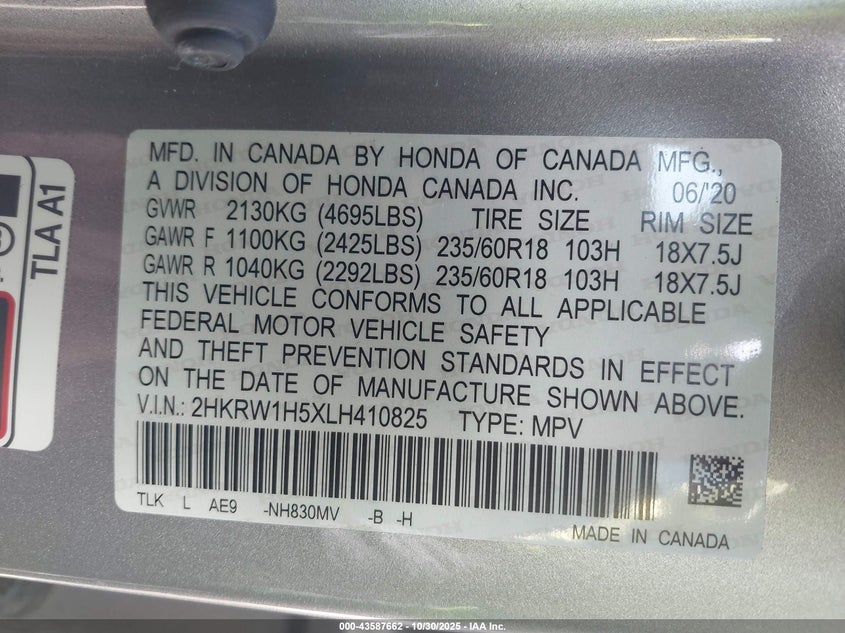 MFD. IN CANADA BY HONDA OF CANADA MFG.,
A DIVISION OF HONDA CANADA INC. 06/'20
GVWR 2130KG (4695LBS) TIRE SIZE RIM SIZE
GAWR F 1100KG (2425LBS) 235/60R18 103H 18X7.5J
GAWR R 1040KG (2292LBS) 235/60R18 103H 18X7.5J
THIS VEHICLE CONFORMS TO ALL APPLICABLE
FEDERAL MOTOR VEHICLE SAFETY
AND THEFT PREVENTION STANDARDS IN EFFECT
ON THE DATE OF MANUFACTURE SHOWN ABOVE.
V.I.N.: 2HKRW1H5XLH410825 TYPE: MPV
TLK L AE9 -NH830MV -B -H
MADE IN CANADA
TLA A1
000-43587662 - 10/30/2025 - IAA Inc.